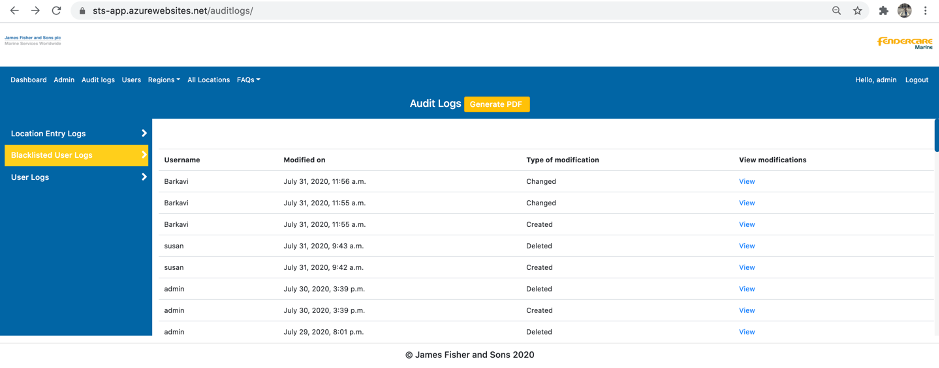 sts-app.azurewebsites.net/auditlogs/
James Fisher and Sons plc
Marine Services Worldwide
FENDERCARE
Marine
Dashboard Admin Audit logs Users Regions All Locations FAQs Hello, admin Logout
Audit Logs Generate PDF
Location Entry Logs
Blacklisted User Logs
User Logs
Username Modified on Type of modification View modifications
Barkavi July 31, 2020, 11:56 a.m. Changed View
Barkavi July 31, 2020, 11:55 a.m. Changed View
Barkavi July 31, 2020, 11:55 a.m. Created View
susan July 31, 2020, 9:43 a.m. Deleted View
susan July 31, 2020, 9:42 a.m. Created View
admin July 30, 2020, 3:39 p.m. Deleted View
admin July 30, 2020, 3:39 p.m. Created View
admin July 29, 2020, 8:01 p.m. Deleted View
© James Fisher and Sons 2020